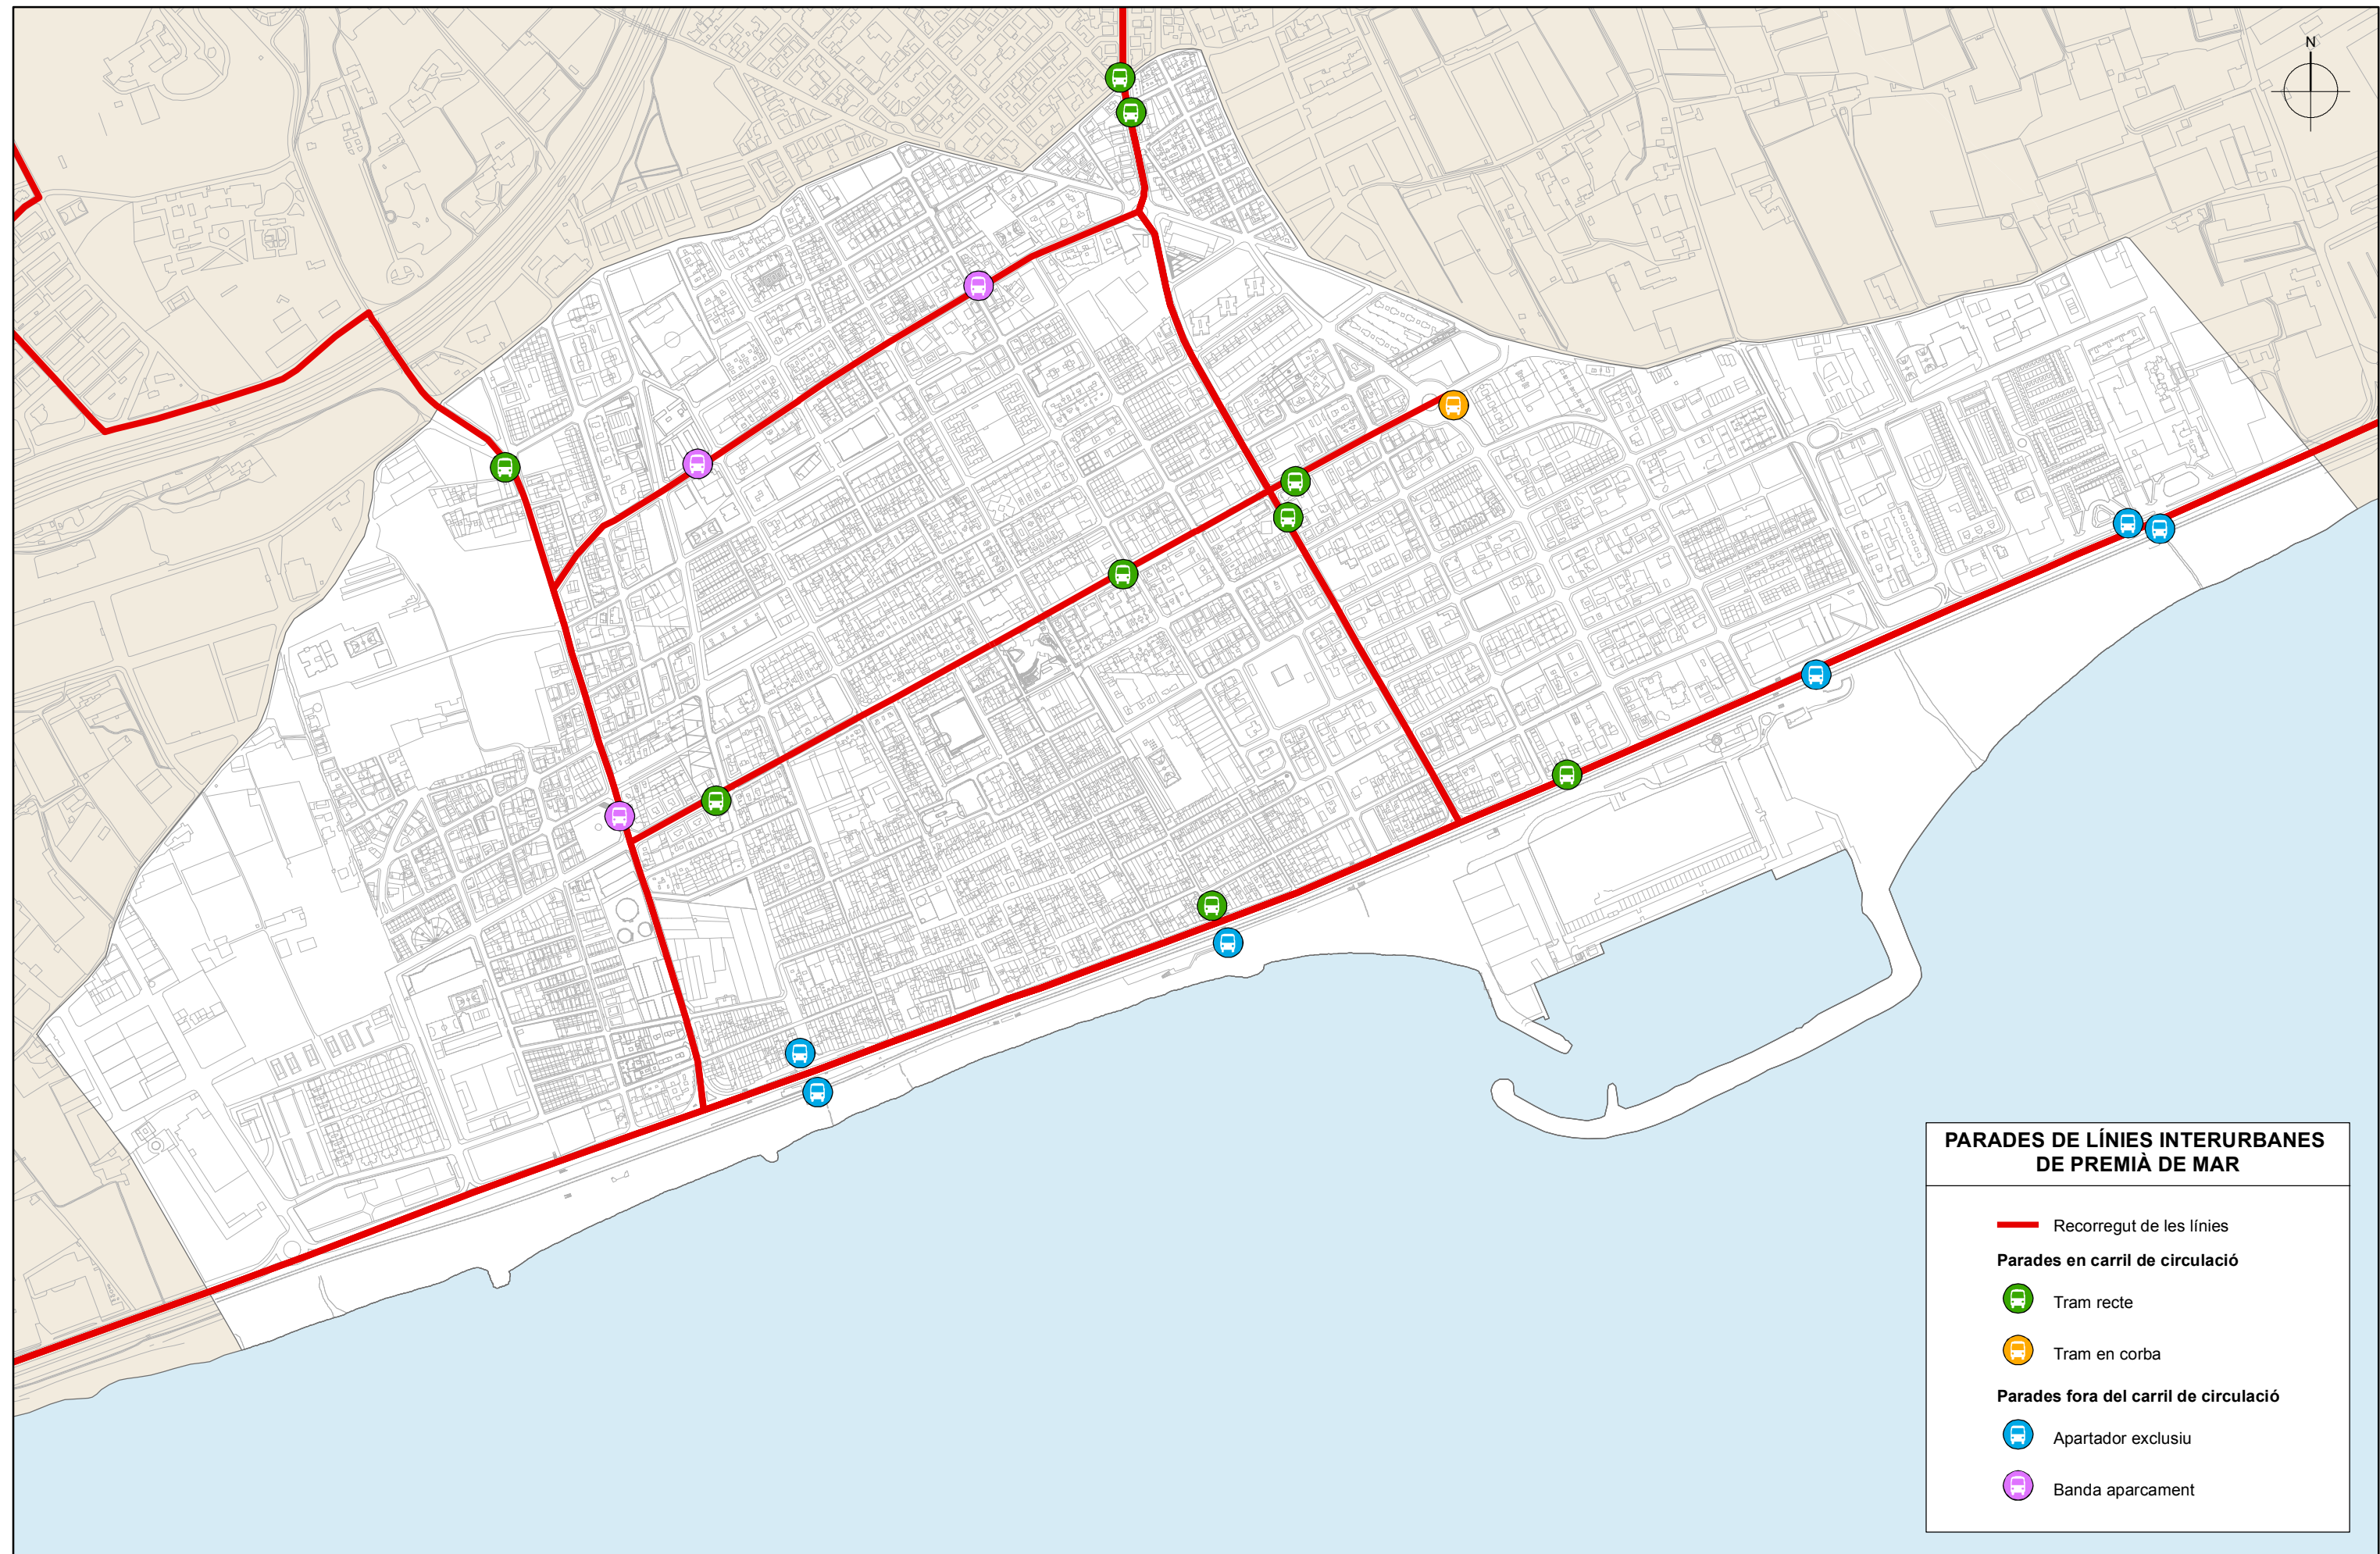 N
PARADES DE LÍNIES INTERURBANES
DE PREMIÀ DE MAR
Recorregut de les línies
Parades en carril de circulació
Tram recte
Tram en corba
Parades fora del carril de circulació
Apartador exclusiu
Banda aparcament